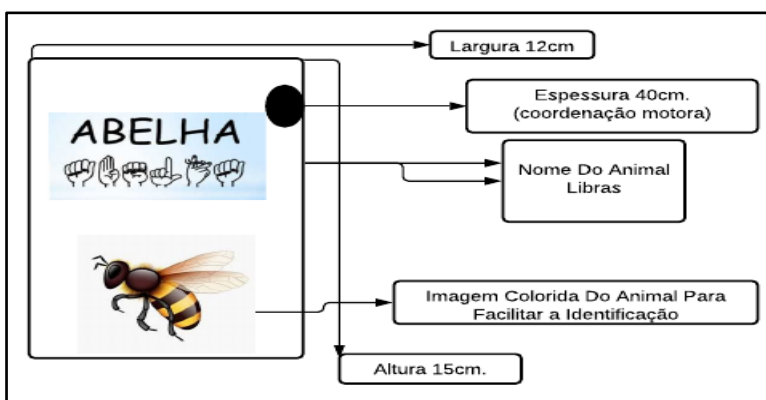 Largura 12cm
Espessura 40cm.
(coordenação motora)
ABELHA
Nome Do Animal
Libras
Imagem Colorida Do Animal Para
Facilitar a Identificação
Altura 15cm.